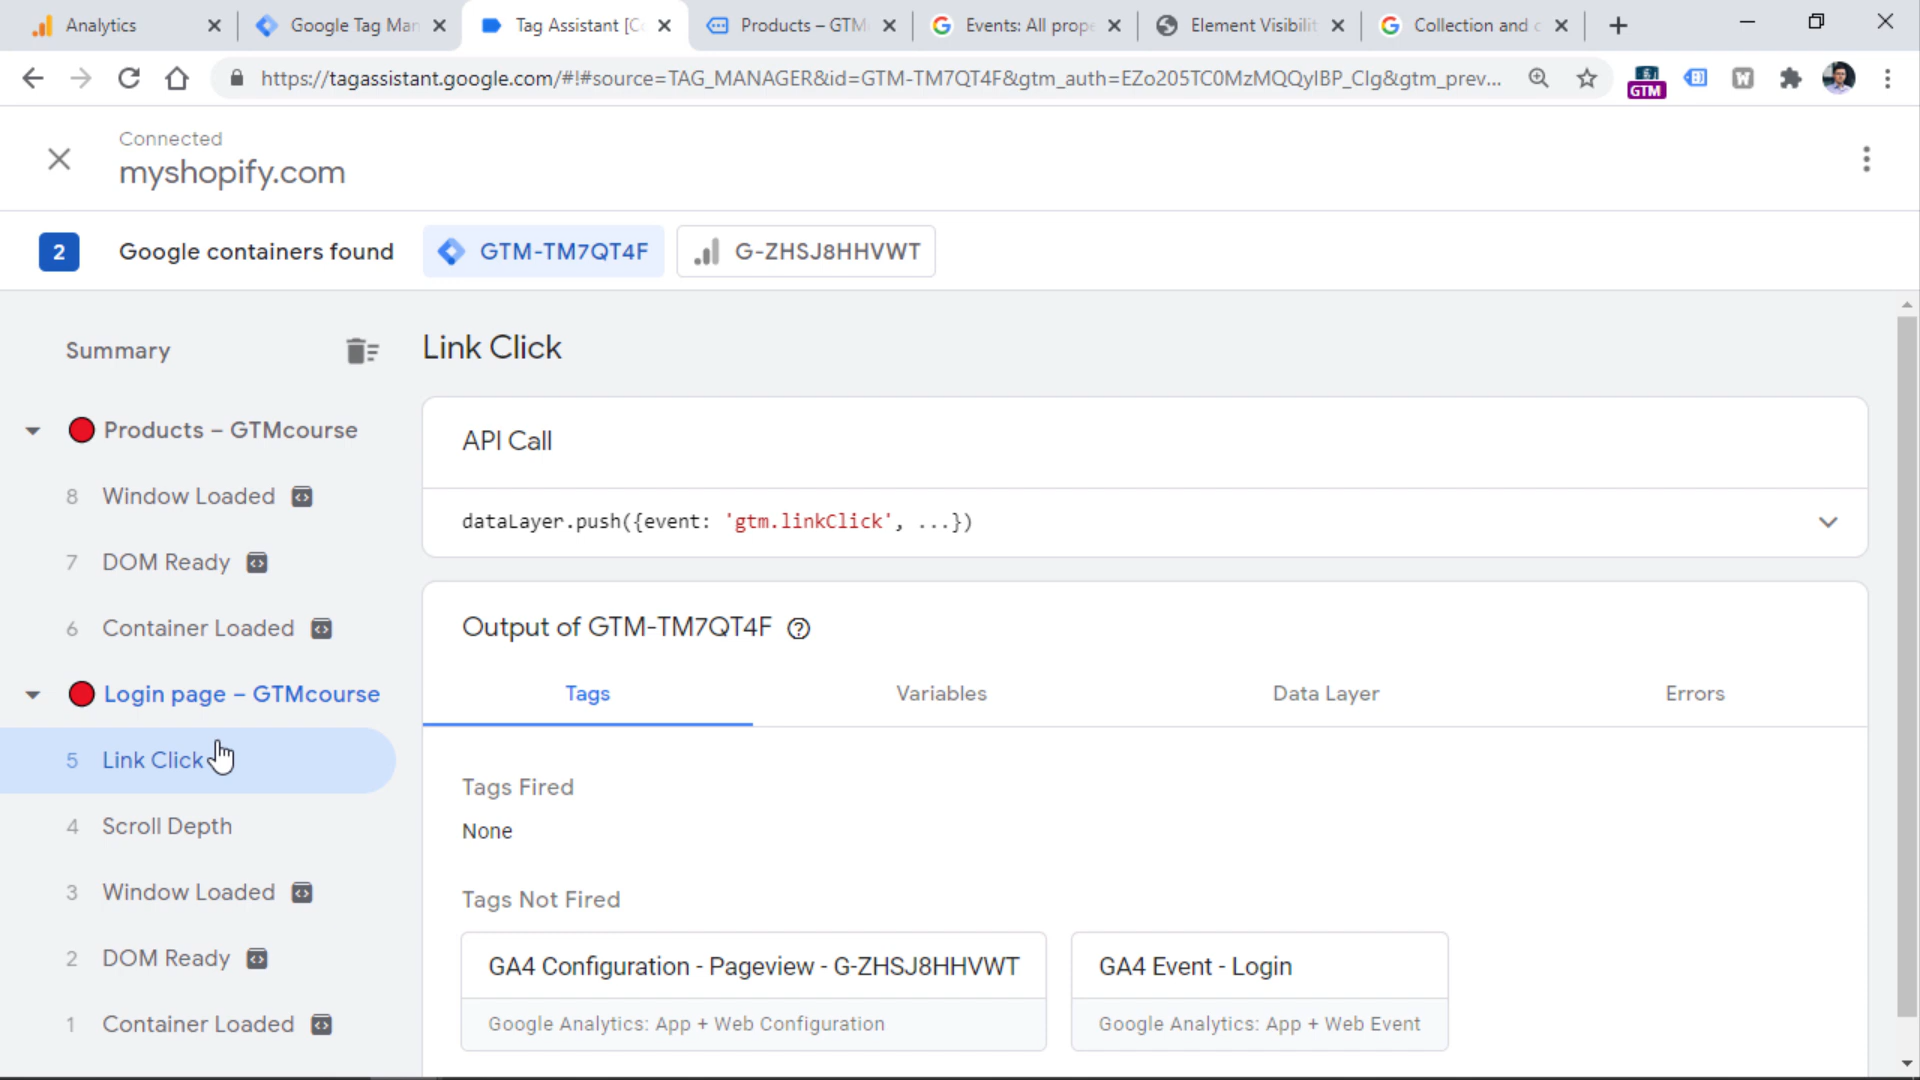 Analytics
Google Tag Man
Tag Assistant [C
Products – GTM
Events: All prope
Element Visibilit
Collection and c
https://tagassistant.google.com/#!#source=TAG_MANAGER&id=GTM-TM7QT4F&gtm_auth=EZo205TC0MzMQQyIBP_CIg&gtm_prev...
GTM
W
Connected
myshopify.com
2
Google containers found
GTM-TM7QT4F
G-ZHSJ8HHVWT
Summary
Link Click
Products – GTMcourse
8 Window Loaded
7 DOM Ready
6 Container Loaded
Login page – GTMcourse
5 Link Click
4 Scroll Depth
3 Window Loaded
2 DOM Ready
1 Container Loaded
API Call
dataLayer.push({event: 'gtm.linkClick', ...})
Output of GTM-TM7QT4F
Tags
Variables
Data Layer
Errors
Tags Fired
None
Tags Not Fired
GA4 Configuration - Pageview - G-ZHSJ8HHVWT
Google Analytics: App + Web Configuration
GA4 Event - Login
Google Analytics: App + Web Event